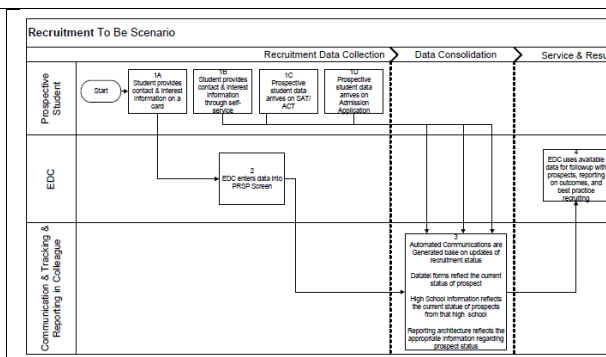 Recruitment To Be Scenario
Recruitment Data Collection
Data Consolidation
Service & Resu
Prospective
Student
Start
1A
Student provides
contact & interest
information on a
card
1B
Student provides
contact & interest
information
through self-
service
1C
Prospective
student data
arrives on SAT/
ACT
1D
Prospective
student data
arrives on
Admission
Application
EDC
2
EDC enters data into
PRSP Screen
4
EDC uses available
data for followup with
prospects, reporting
on outcomes, and
best practice
recruiting
Communication & Tracking &
Reporting in Colleague
3
Automated Communications are
Generated base on updates of
recruitment status
Datatel forms reflect the current
status of prospect
High School information reflects
the current statue of prospects
from that high school
Reporting architecture reflects the
appropriate information regarding
prospect status